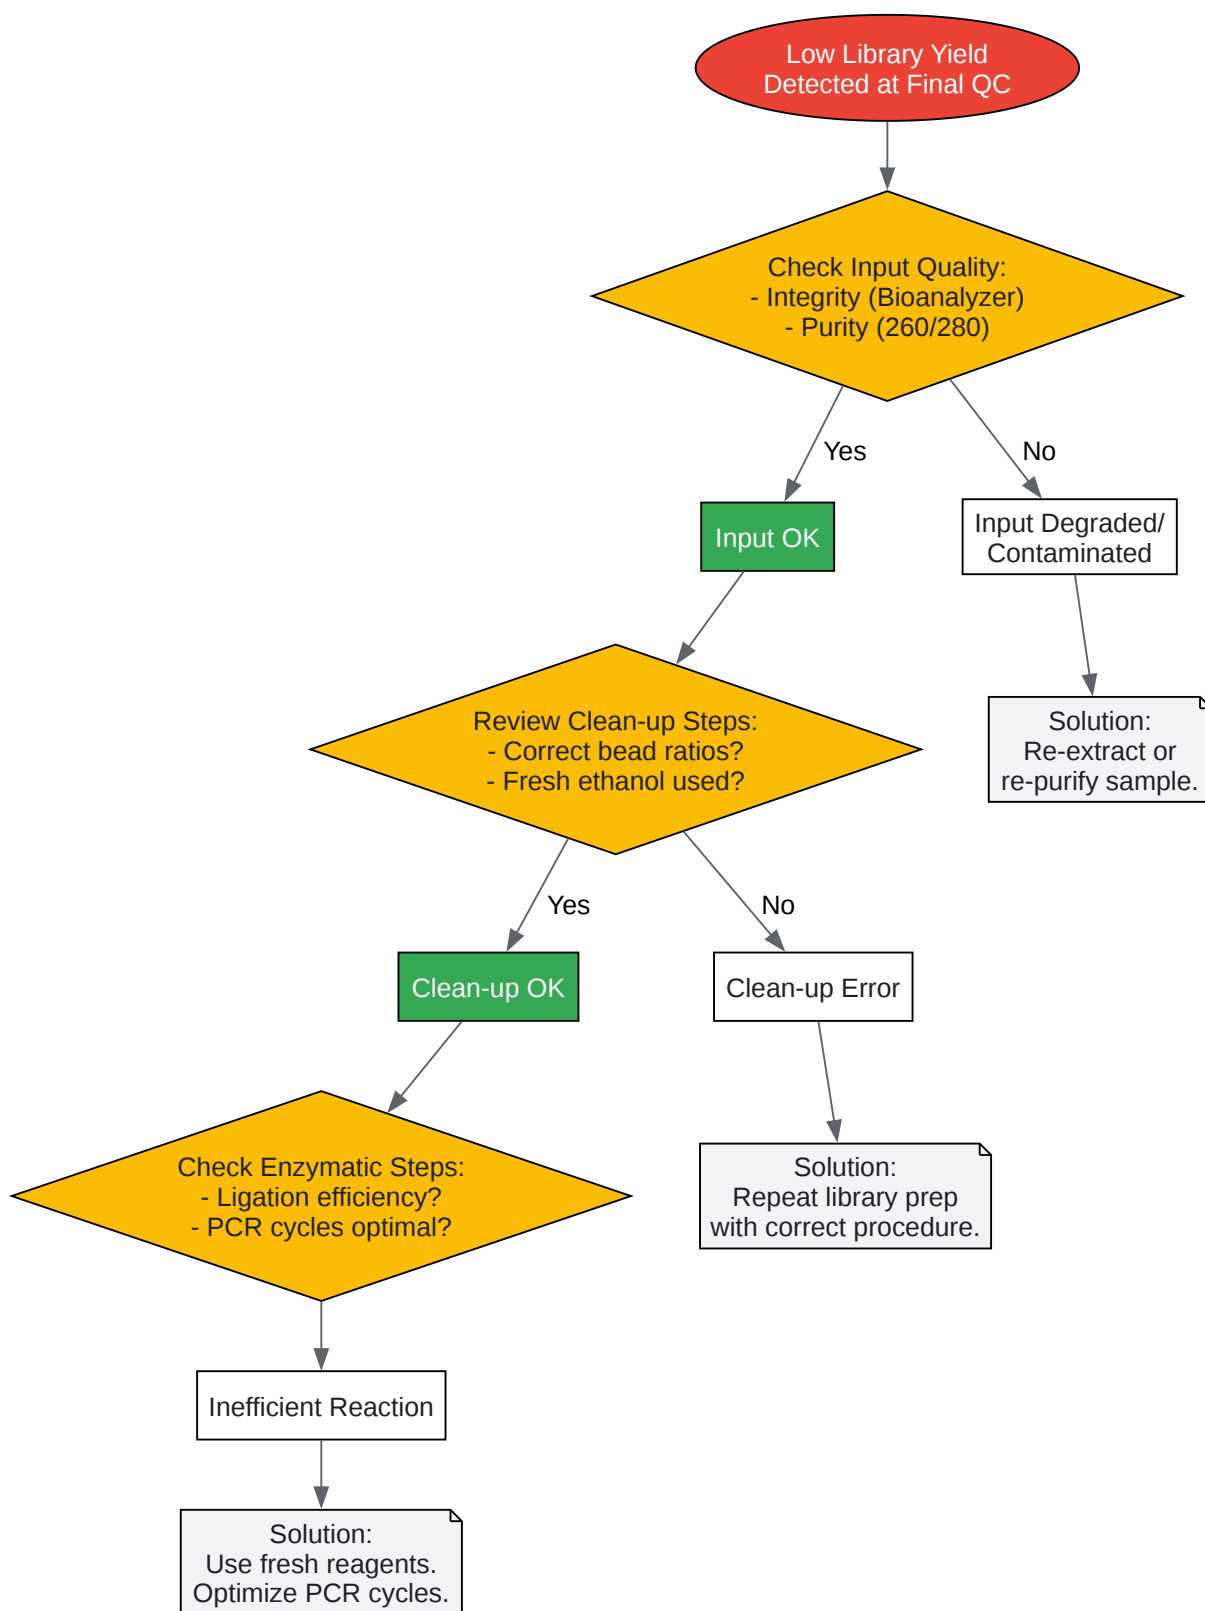 Low Library Yield
Detected at Final QC
Check Input Quality:
- Integrity (Bioanalyzer)
- Purity (260/280)
Yes
No
Input OK
Input Degraded/
Contaminated
Review Clean-up Steps:
- Correct bead ratios?
- Fresh ethanol used?
Solution:
Re-extract or
re-purify sample.
Yes
No
Clean-up OK
Clean-up Error
Check Enzymatic Steps:
- Ligation efficiency?
- PCR cycles optimal?
Solution:
Repeat library prep
with correct procedure.
Inefficient Reaction
Solution:
Use fresh reagents.
Optimize PCR cycles.